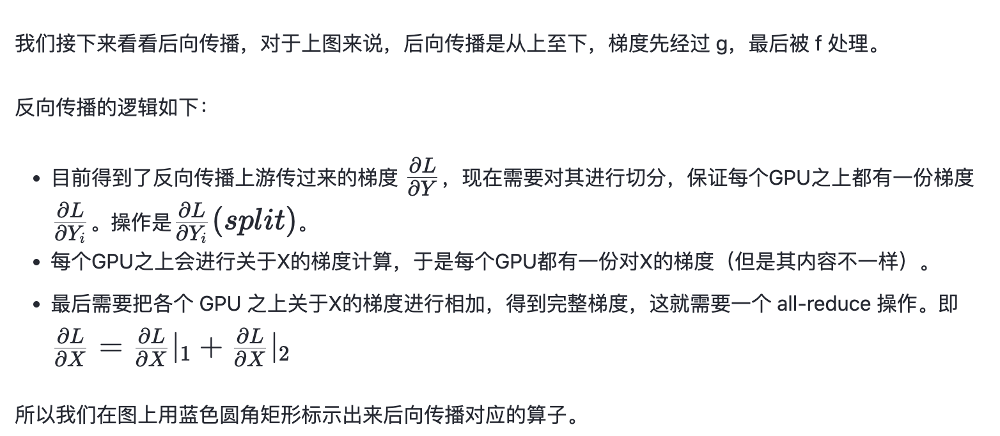 我们接下来看看后向传播，对于上图来说，后向传播是从上至下，梯度先经过 g，最后被 f 处理。
反向传播的逻辑如下：
• 目前得到了反向传播上游传过来的梯度 $\frac{\partial L}{\partial Y}$，现在需要对其进行切分，保证每个GPU之上都有一份梯度
$\frac{\partial L}{\partial Y_i}$。操作是$\frac{\partial L}{\partial Y_i}(split)$。
• 每个GPU之上会进行关于X的梯度计算，于是每个GPU都有一份对X的梯度（但是其内容不一样）。
• 最后需要把各个 GPU 之上关于X的梯度进行相加，得到完整梯度，这就需要一个 all-reduce 操作。即
$\frac{\partial L}{\partial X} = \frac{\partial L}{\partial X}|_1 + \frac{\partial L}{\partial X}|_2$
所以我们在图上用蓝色圆角矩形标示出来后向传播对应的算子。